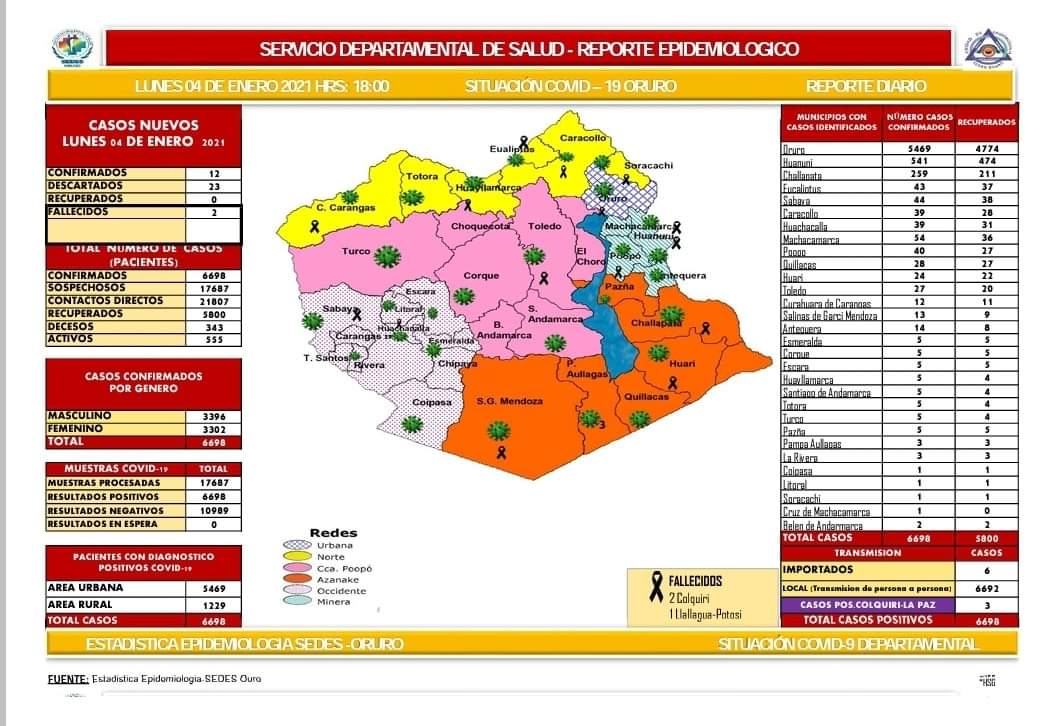 SERVICIO DEPARTAMENTAL DE SALUD - REPORTE EPIDEMIOLOGICO
LUNES 04 DE ENERO 2021 HRS: 18:00 SITUACIÓN COVID – 19 ORURO REPORTE DIARIO
CASOS NUEVOS
LUNES 04 DE ENERO 2021
CONFIRMADOS 12
DESCARTADOS 23
RECUPERADOS 0
FALLECIDOS 2
TOTAL NÚMERO DE CASOS
(PACIENTES)
CONFIRMADOS 6698
SOSPECHOSOS 17687
CONTACTOS DIRECTOS 21807
RECUPERADOS 5800
DECESOS 343
ACTIVOS 555
CASOS CONFIRMADOS
POR GENERO
MASCULINO 3396
FEMENINO 3302
TOTAL 6698
MUESTRAS COVID-19 TOTAL
MUESTRAS PROCESADAS 17687
RESULTADOS POSITIVOS 6698
RESULTADOS NEGATIVOS 10989
RESULTADOS EN ESPERA 0
PACIENTES CON DIAGNOSTICO
POSITIVOS COVID-19
AREA URBANA 5469
AREA RURAL 1229
TOTAL CASOS 6698
Caracollo
Eualiptus
Soracachi
Totora
Huayllamarca
C. Carangas
Oruro
Choquecota
Toledo
Machacamarca
Huanuni
Turco
El
Choro
Poopó
Antequera
Corque
Pazña
Escara
Sabaya
Litoral
S.
Andamarca
Challapata
Huachacalla
Carangas
Esmeralda
B.
Andamarca
T. Santos
Rivera
Chipaya
P.
Aullagas
Huari
Coipasa
S.G. Mendoza
Quillacas
3
Redes
Urbana
Norte
Cca. Poopó
Azanake
Occidente
Minera
FALLECIDOS
2 Colquiri
1 Llallagua-Potosi
MUNICIPIOS CON
CASOS IDENTIFICADOS
NÚMERO CASOS
CONFIRMADOS
RECUPERADOS
Oruro 5469 4774
Huanuni 541 474
Challapata 259 211
Eucaliptus 43 37
Sabaya 44 38
Caracollo 39 28
Huachacalla 39 31
Machacamarca 54 36
Poopo 40 27
Quillacas 28 27
Huari 24 22
Toledo 27 20
Curahuara de Carangas 12 11
Salinas de Garci Mendoza 13 9
Antequera 14 8
Esmeralda 5 5
Corque 5 5
Escara 5 5
Huayllamarca 5 4
Santiago de Andamarca 5 4
Totora 5 4
Turco 5 4
Pazña 5 5
Pampa Aullagas 3 3
La Rivera 3 3
Coipasa 1 1
Litoral 1 1
Soracachi 1 1
Cruz de Machacamarca 1 0
Belen de Andarmarca 2 2
TOTAL CASOS 6698 5800
TRANSMISION CASOS
IMPORTADOS 6
LOCAL (Transmision de persona a persona) 6692
CASOS POS.COLQUIRI-LA PAZ 3
TOTAL CASOS POSITIVOS 6698
ESTADISTICA EPIDEMIOLOGIA SEDES -ORURO SITUACIÓN COVID-9 DEPARTAMENTAL
FUENTE: Estadistica Epidemiologia-SEDES Ouro